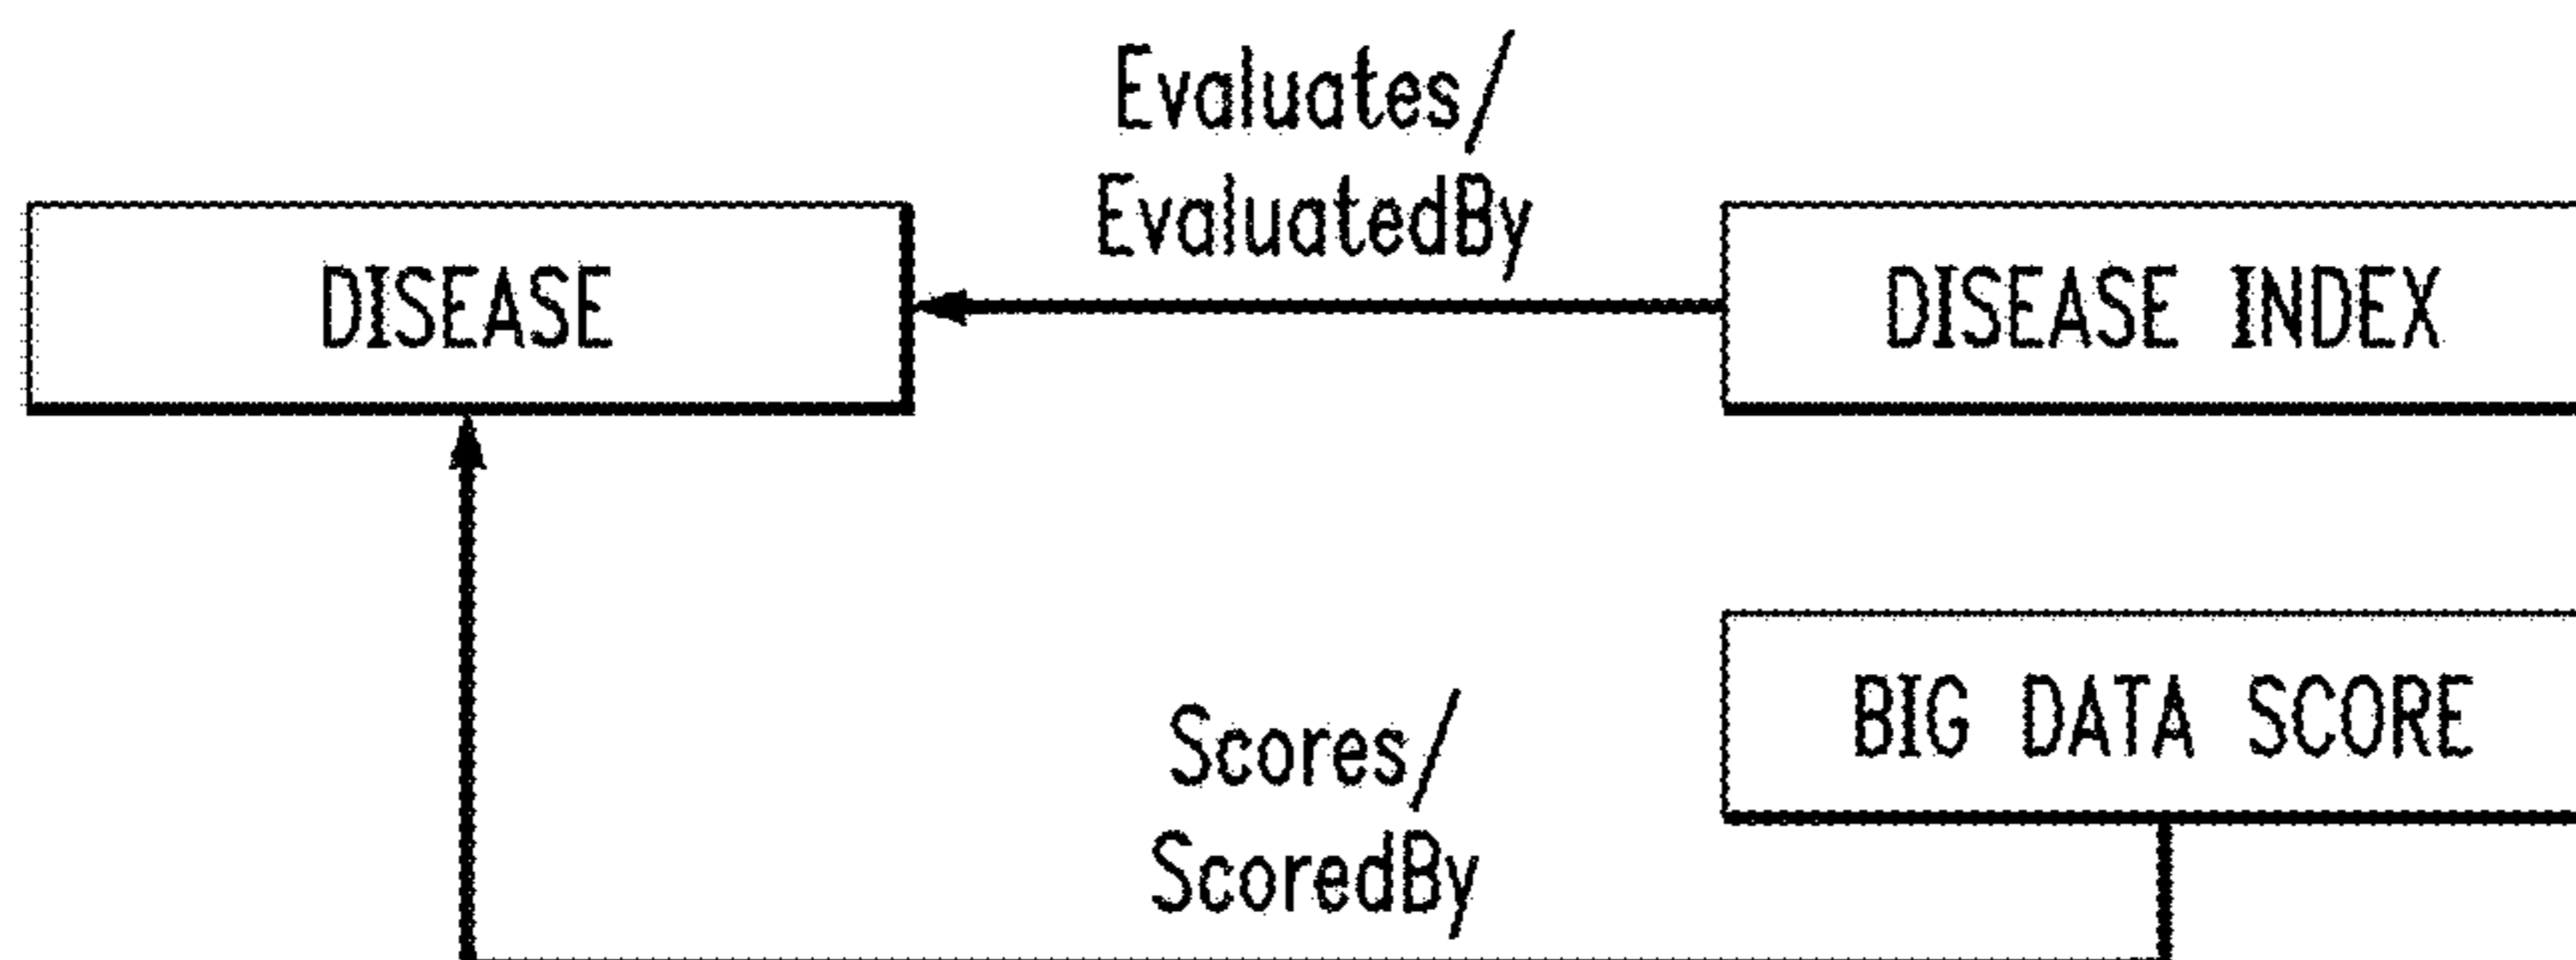 Evaluates/
EvaluatedBy
DISEASE
DISEASE INDEX
BIG DATA SCORE
Scores/
ScoredBy